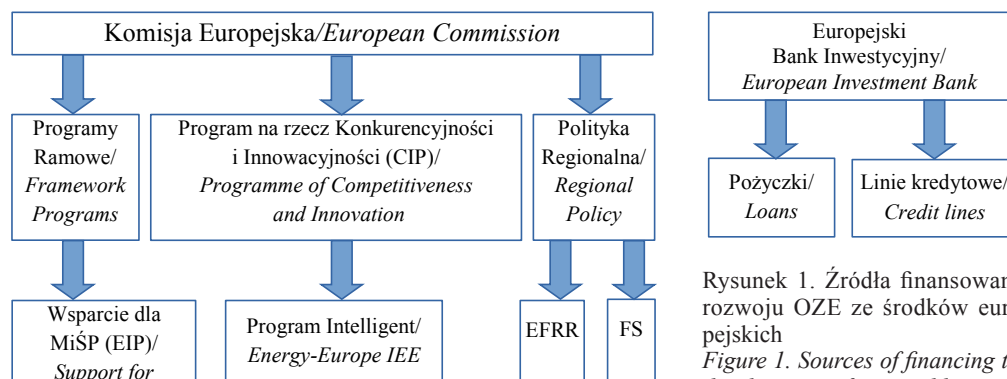 Komisja Europejska/European Commission
Programy
Ramowe/
Framework
Programs
Program na rzecz Konkurencyjności
i Innowacyjności (CIP)/
Programme of Competitiveness
and Innovation
Polityka
Regionalna/
Regional
Policy
Wsparcie dla
MiŚP (EIP)/
Support for
Program Intelligent/
Energy-Europe IEE
EFRR
FS
Europejski
Bank Inwestycyjny/
European Investment Bank
Pożyczki/
Loans
Linie kredytowe/
Credit lines
Rysunek 1. Źródła finansowan
rozwoju OZE ze środków eur
pejskich
Figure 1. Sources of financing t